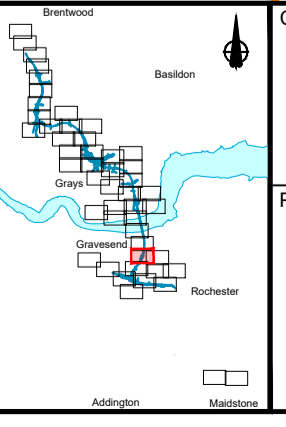 Brentwood
Basildon
Grays
Gravesend
Rochester
Addington
Maidstone